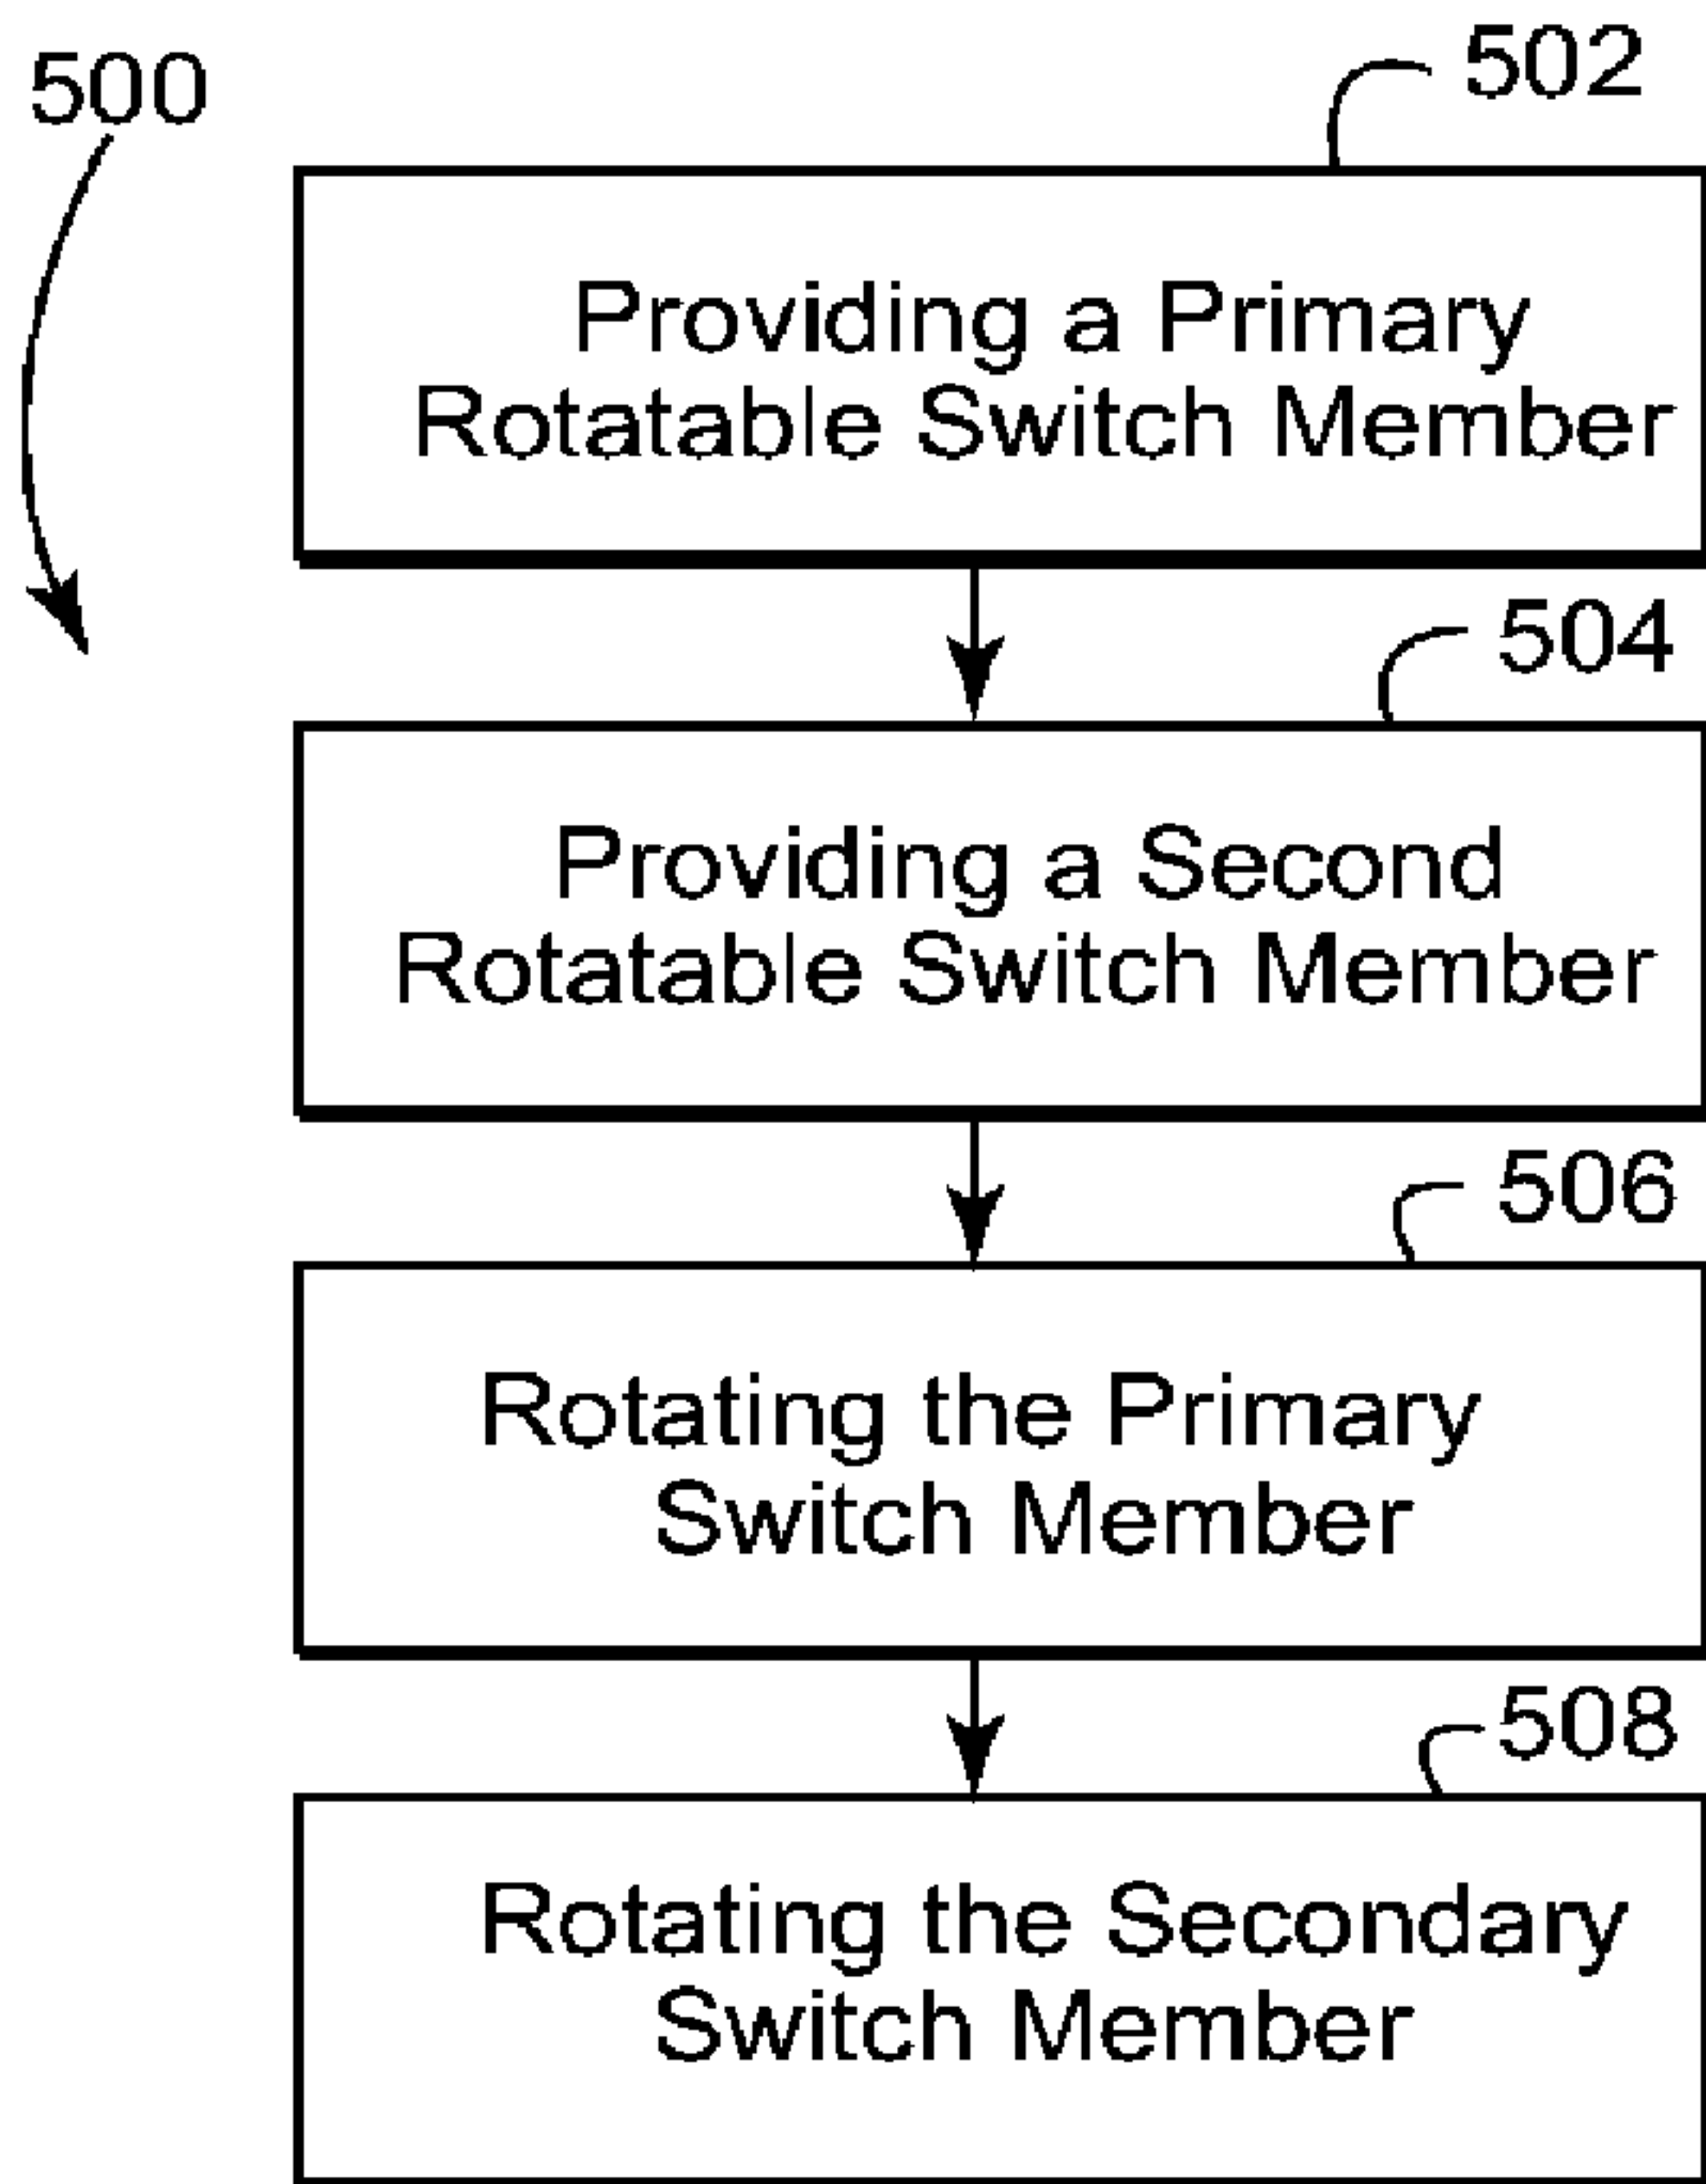 500
502
Providing a Primary
Rotatable Switch Member
504
Providing a Second
Rotatable Switch Member
506
Rotating the Primary
Switch Member
508
Rotating the Secondary
Switch Member